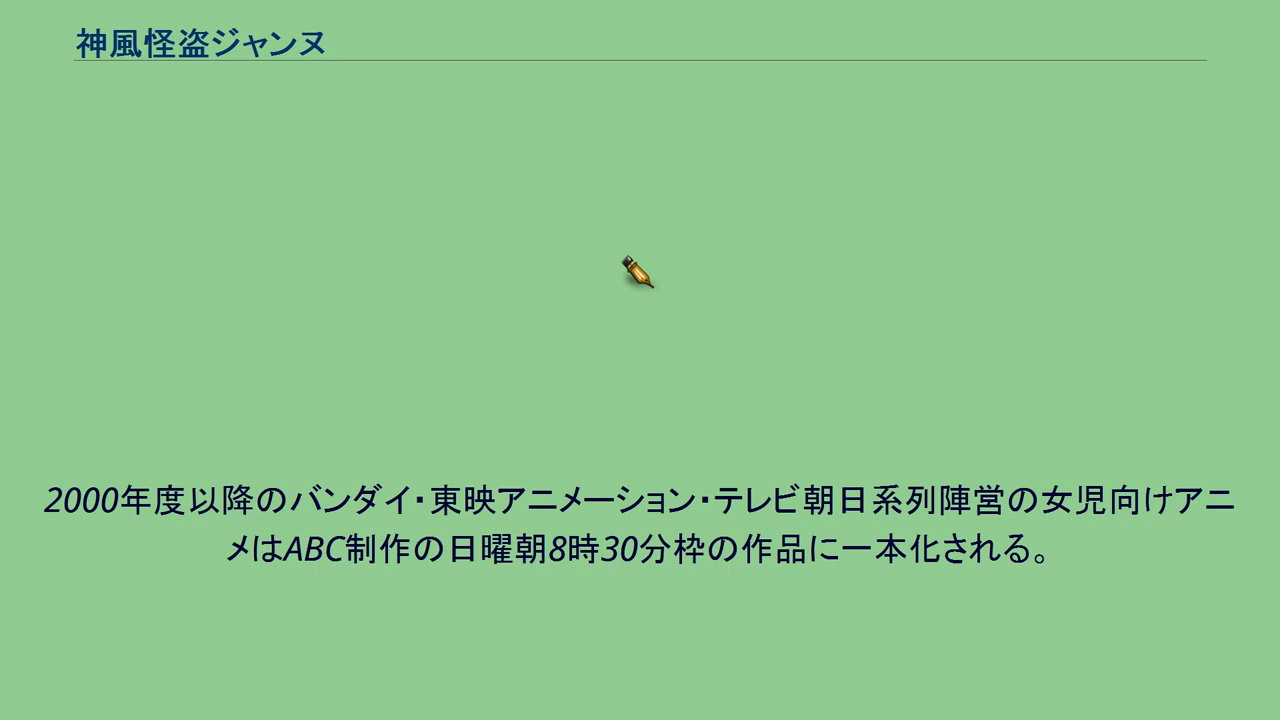 神風怪盗ジャンヌ
2000年度以降のバンダイ・東映アニメーション・テレビ朝日系列陣営の女児向けアニ
メはABC制作の日曜朝8時30分枠の作品に一本化される。